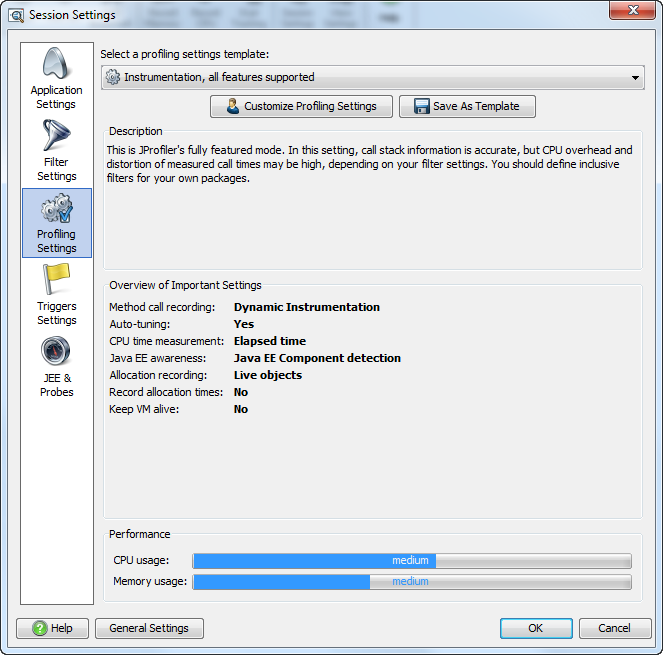 Session Settings
Application
Settings
Filter
Settings
Profiling
Settings
Triggers
Settings
JEE &
Probes
Select a profiling settings template:
Instrumentation, all features supported
Customize Profiling Settings
Save As Template
Description
This is JProfiler's fully featured mode. In this setting, call stack information is accurate, but CPU overhead and
distortion of measured call times may be high, depending on your filter settings. You should define inclusive
filters for your own packages.
Overview of Important Settings
Method call recording: Dynamic Instrumentation
Auto-tuning: Yes
CPU time measurement: Elapsed time
Java EE awareness: Java EE Component detection
Allocation recording: Live objects
Record allocation times: No
Keep VM alive: No
Performance
CPU usage: medium
Memory usage: medium
Help General Settings OK Cancel